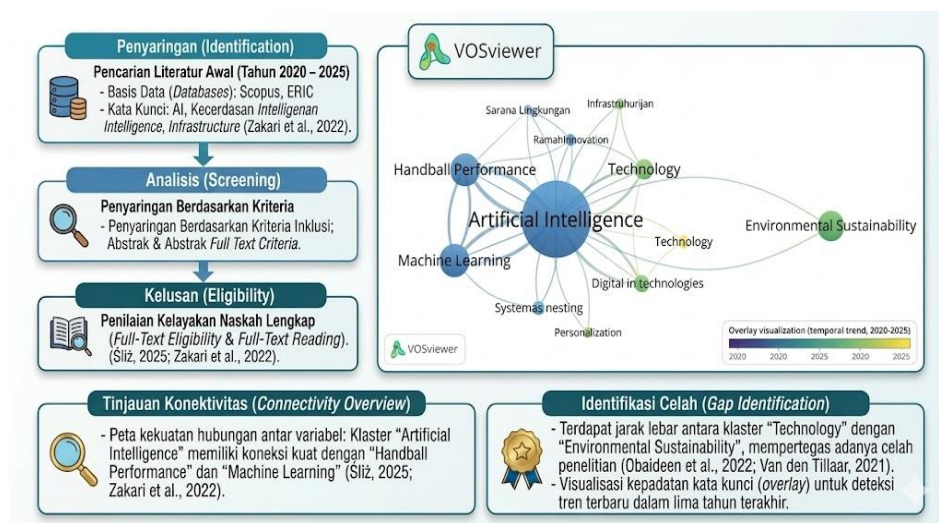 Penyaringan (Identification)
Pencarian Literatur Awal (Tahun 2020 – 2025)
- Basis Data (Databases): Scopus, ERIC
- Kata Kunci: AI, Kecerdasan Intelligenan
Intelligence, Infrastructure (Zakari et al., 2022).
Analisis (Screening)
Penyaringan Berdasarkan Kriteria
- Penyaringan Berdasarkan Kriteria Inklusi;
Abstrak & Abstrak Full Text Criteria.
Kelusan (Eligibility)
Penilaian Kelayakan Naskah Lengkap
(Full-Text Eligibility & Full-Text Reading).
(Śliż, 2025; Zakari et al., 2022).
VOSviewer
Sarana Lingkungan
Infrastruhurijan
RamahInnovation
Handball Performance
Technology
Artificial Intelligence
Environmental Sustainability
Technology
Machine Learning
Digital in technologies
Systemas nesting
Personalization
Overlay visualization (temporal trend, 2020-2025)
2020 2020 2025 2020 2025
VOSviewer
Tinjauan Konektivitas (Connectivity Overview)
- Peta kekuatan hubungan antar variabel: Klaster “Artificial
Intelligence” memiliki koneksi kuat dengan “Handball
Performance” dan “Machine Learning” (Śliż, 2025;
Zakari et al., 2022).
Identifikasi Celah (Gap Identification)
- Terdapat jarak lebar antara klaster “Technology” dengan
“Environmental Sustainability”, mempertegas adanya celah
penelitian (Obaideen et al., 2022; Van den Tillaar, 2021).
- Visualisasi kepadatan kata kunci (overlay) untuk deteksi
tren terbaru dalam lima tahun terakhir.